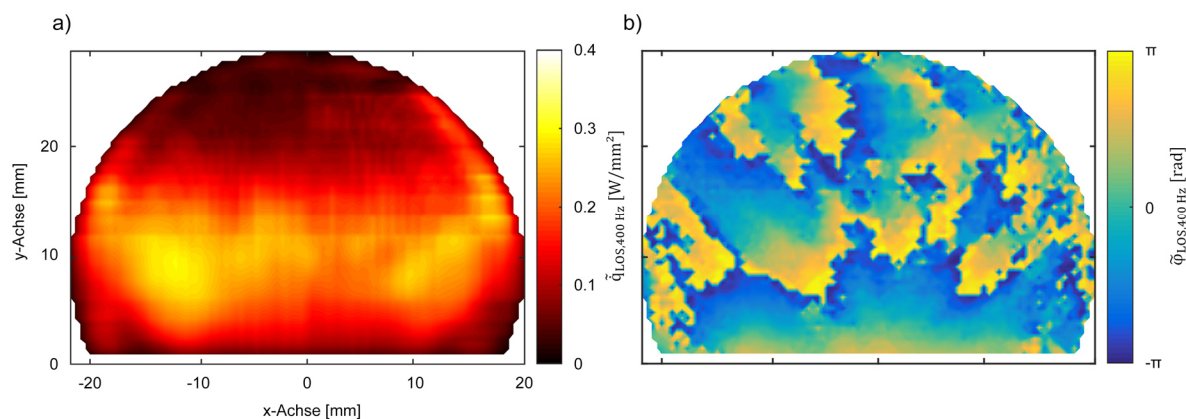 a)
b)
y-Achse [mm]
20
10
0
-20
-10
0
10
20
x-Achse [mm]
0.4
0.3
0.2
0.1
0
q̃LOS,400 Hz [W/mm²]
π
0
-π
φ̃LOS,400 Hz [rad]